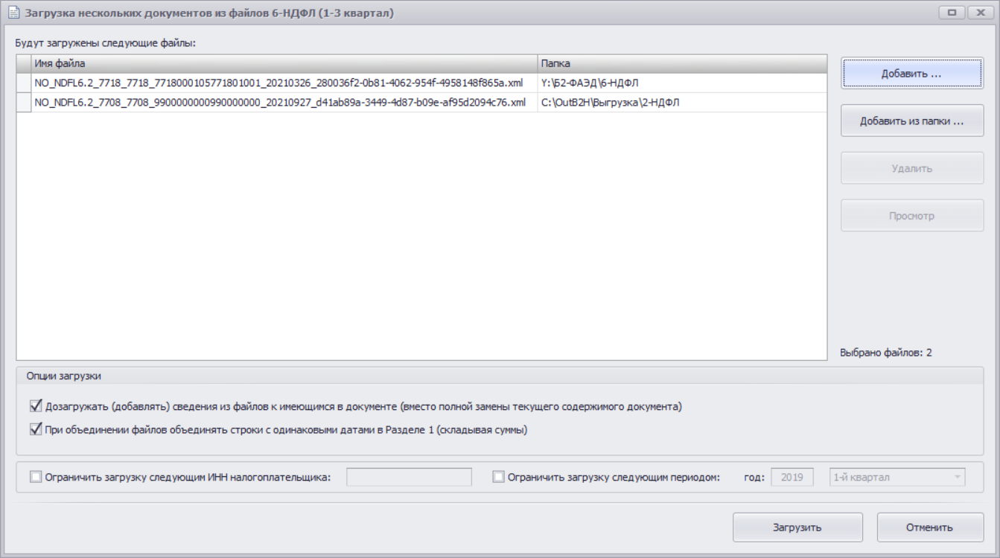 Загрузка нескольких документов из файлов 6-НДФЛ (1-3 квартал)
Будут загружены следующие файлы:
Имя файла Папка
NO_NDFL6.2_7718_7718_7718000105771801001_20210326_280036f2-0b81-4062-954f-4958148f865a.xml Y:\Б2-ФАЭД\6-НДФЛ
NO_NDFL6.2_7708_7708_9900000000990000000_20210927_d41ab89a-3449-4d87-b09e-af95d2094c76.xml C:\OutB2H\Выгрузка\2-НДФЛ
Добавить ...
Добавить из папки ...
Удалить
Просмотр
Выбрано файлов: 2
Опции загрузки
Дозагружать (добавлять) сведения из файлов к имеющимся в документе (вместо полной замены текущего содержимого документа)
При объединении файлов объединять строки с одинаковыми датами в Разделе 1 (складывая суммы)
Ограничить загрузку следующим ИНН налогоплательщика: Ограничить загрузку следующим периодом: год: 2019 1-й квартал
Загрузить Отменить